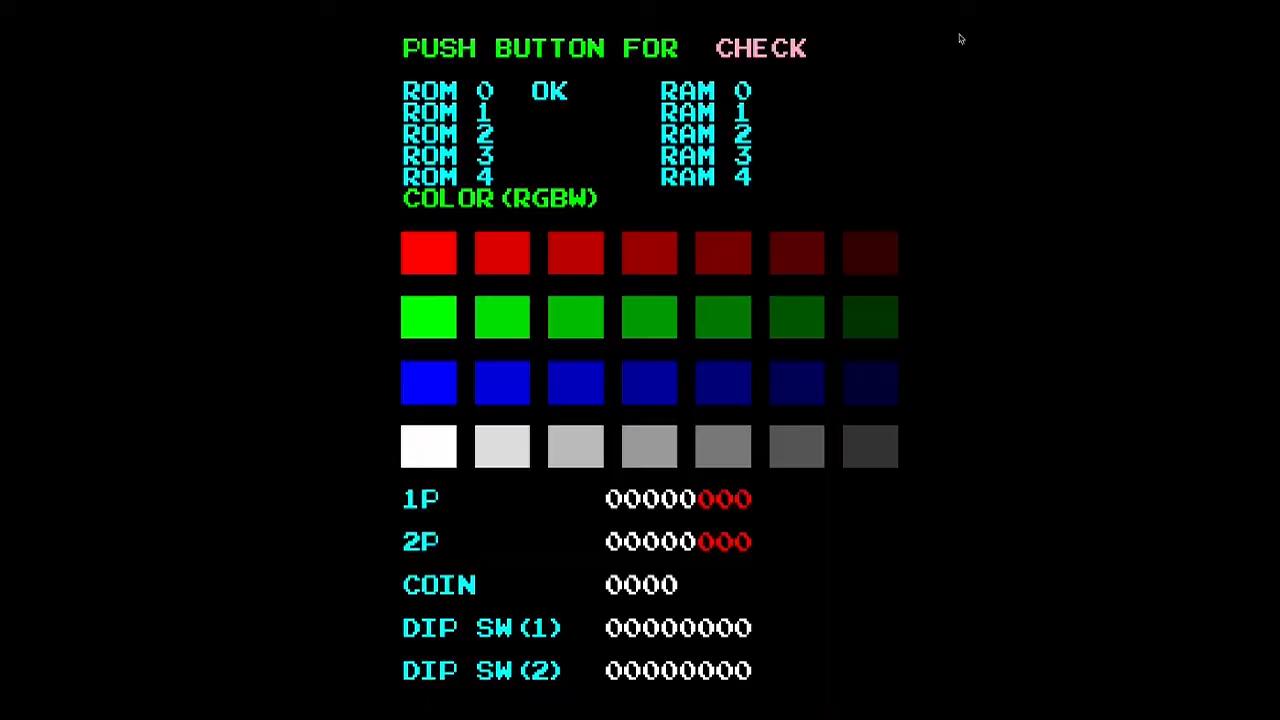 PUSH BUTTON FOR CHECK
ROM 0 OK RAM 0
ROM 1 RAM 1
ROM 2 RAM 2
ROM 3 RAM 3
ROM 4 RAM 4
COLOR(RGBW)
1P 00000000
2P 00000000
COIN 0000
DIP SW(1) 00000000
DIP SW(2) 00000000